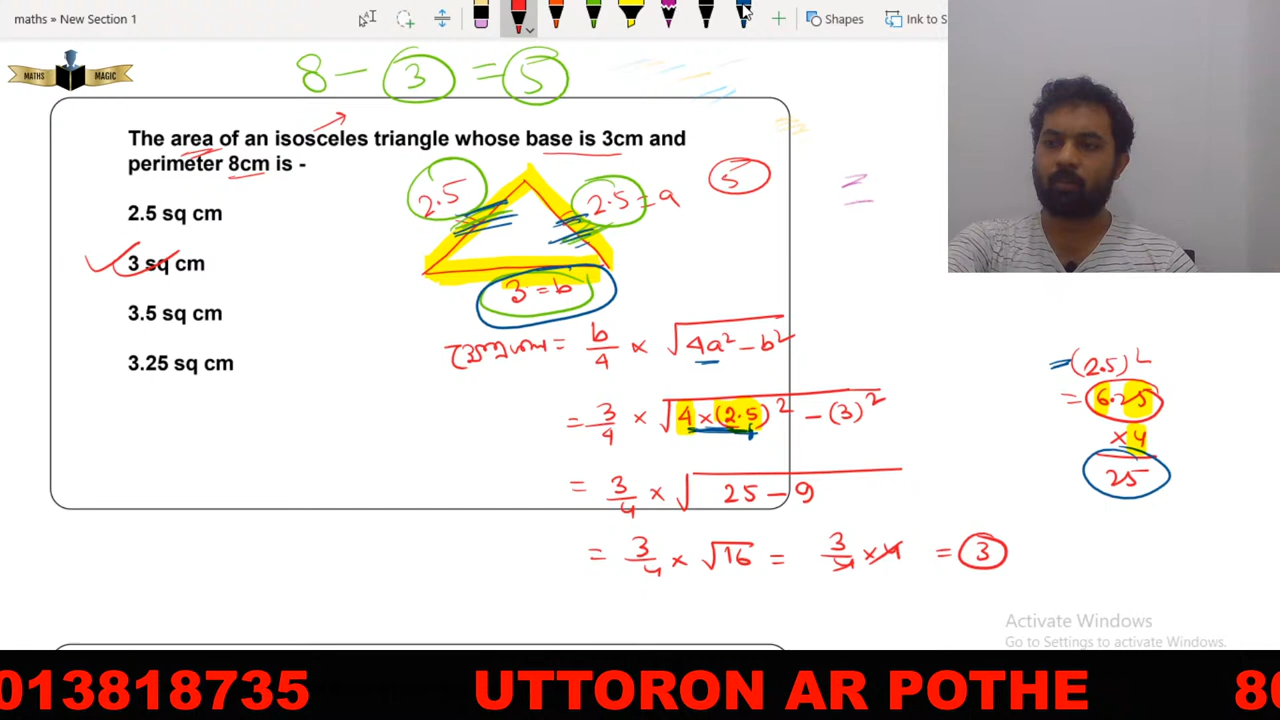 maths » New Section 1
Shapes
Ink to S
MATHS MAGIC
8 - 3 = 5
The area of an isosceles triangle whose base is 3cm and
perimeter 8cm is -
2.5 2.5 = a 5
2.5 sq cm
3 sq cm
3 = b
3.5 sq cm
3.25 sq cm
= b/4 × √4a² - b²
= 3/4 × √4 × (2.5)² - (3)²
= 3/4 × √25 - 9
= 3/4 × √16 = 3/4 × 4 = 3
= (2.5)²
= 6.25
× 4
25
Activate Windows
Go to Settings to activate Windows.
013818735 UTTORON AR POTHE 80